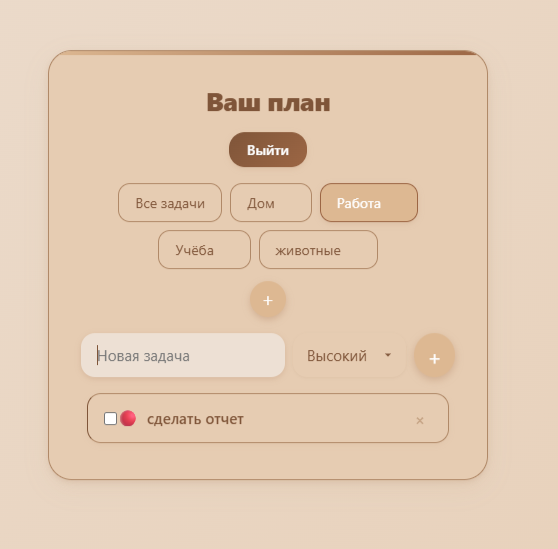 Ваш план
Выйти
Все задачи Дом Работа
Учёба животные
+
Новая задача Высокий +
сделать отчет ×